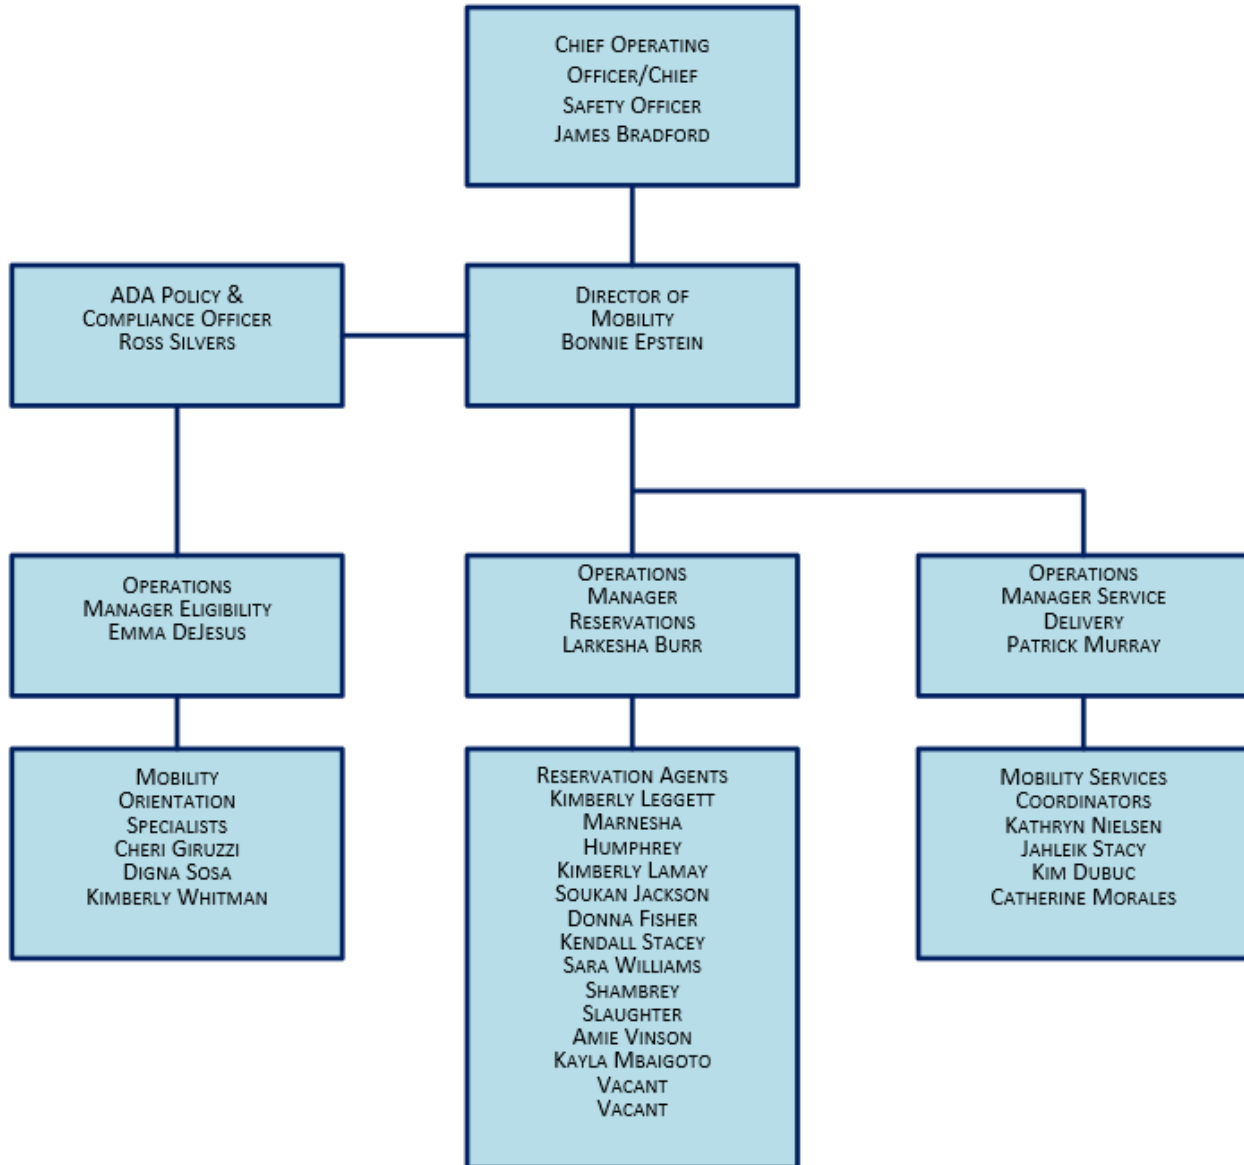 Chief Operating
Officer/Chief
Safety Officer
James Bradford
ADA Policy &
Compliance Officer
Ross Silvers
Director of
Mobility
Bonnie Epstein
Operations
Manager Eligibility
Emma DeJesus
Operations
Manager
Reservations
Larkesha Burr
Operations
Manager Service
Delivery
Patrick Murray
Mobility
Orientation
Specialists
Cheri Giruzzi
Digna Sosa
Kimberly Whitman
Reservation Agents
Kimberly Leggett
Marnesha
Humphrey
Kimberly Lamay
Soukan Jackson
Donna Fisher
Kendall Stacey
Sara Williams
Shambrey
Slaughter
Amie Vinson
Kayla Mbaigoto
Vacant
Vacant
Mobility Services
Coordinators
Kathryn Nielsen
Jahleik Stacy
Kim Dubuc
Catherine Morales